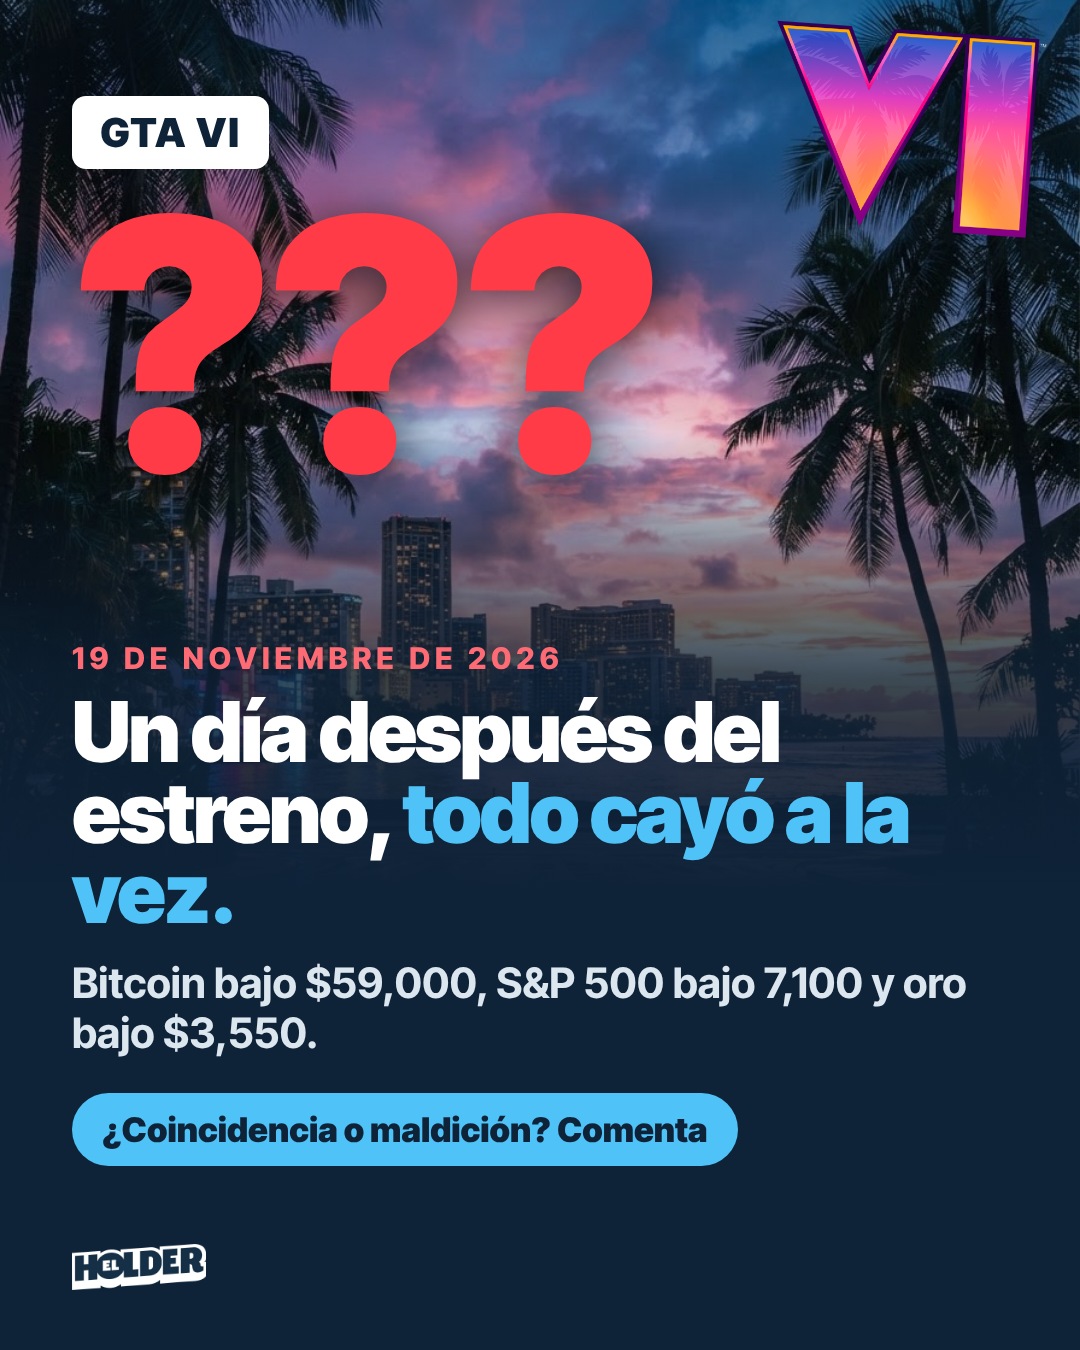 VI
GTA VI
???
19 DE NOVIEMBRE DE 2026
Un día después del
estreno, todo cayó a la
vez.
Bitcoin bajo $59,000, S&P 500 bajo 7,100 y oro
bajo $3,550.
¿Coincidencia o maldición? Comenta
EL HOLDER